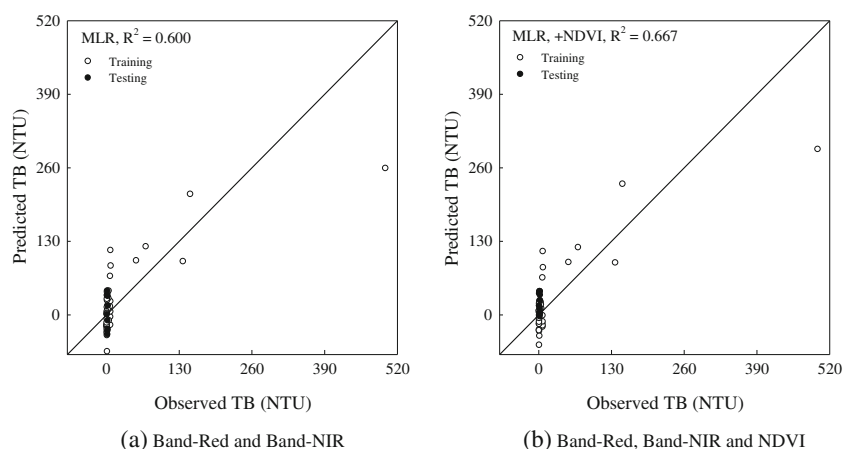 520
390
260
130
0
Predicted TB (NTU)
MLR, R² = 0.600
Training
Testing
0 130 260 390 520
Observed TB (NTU)
(a) Band-Red and Band-NIR
520
390
260
130
0
Predicted TB (NTU)
MLR, +NDVI, R² = 0.667
Training
Testing
0 130 260 390 520
Observed TB (NTU)
(b) Band-Red, Band-NIR and NDVI